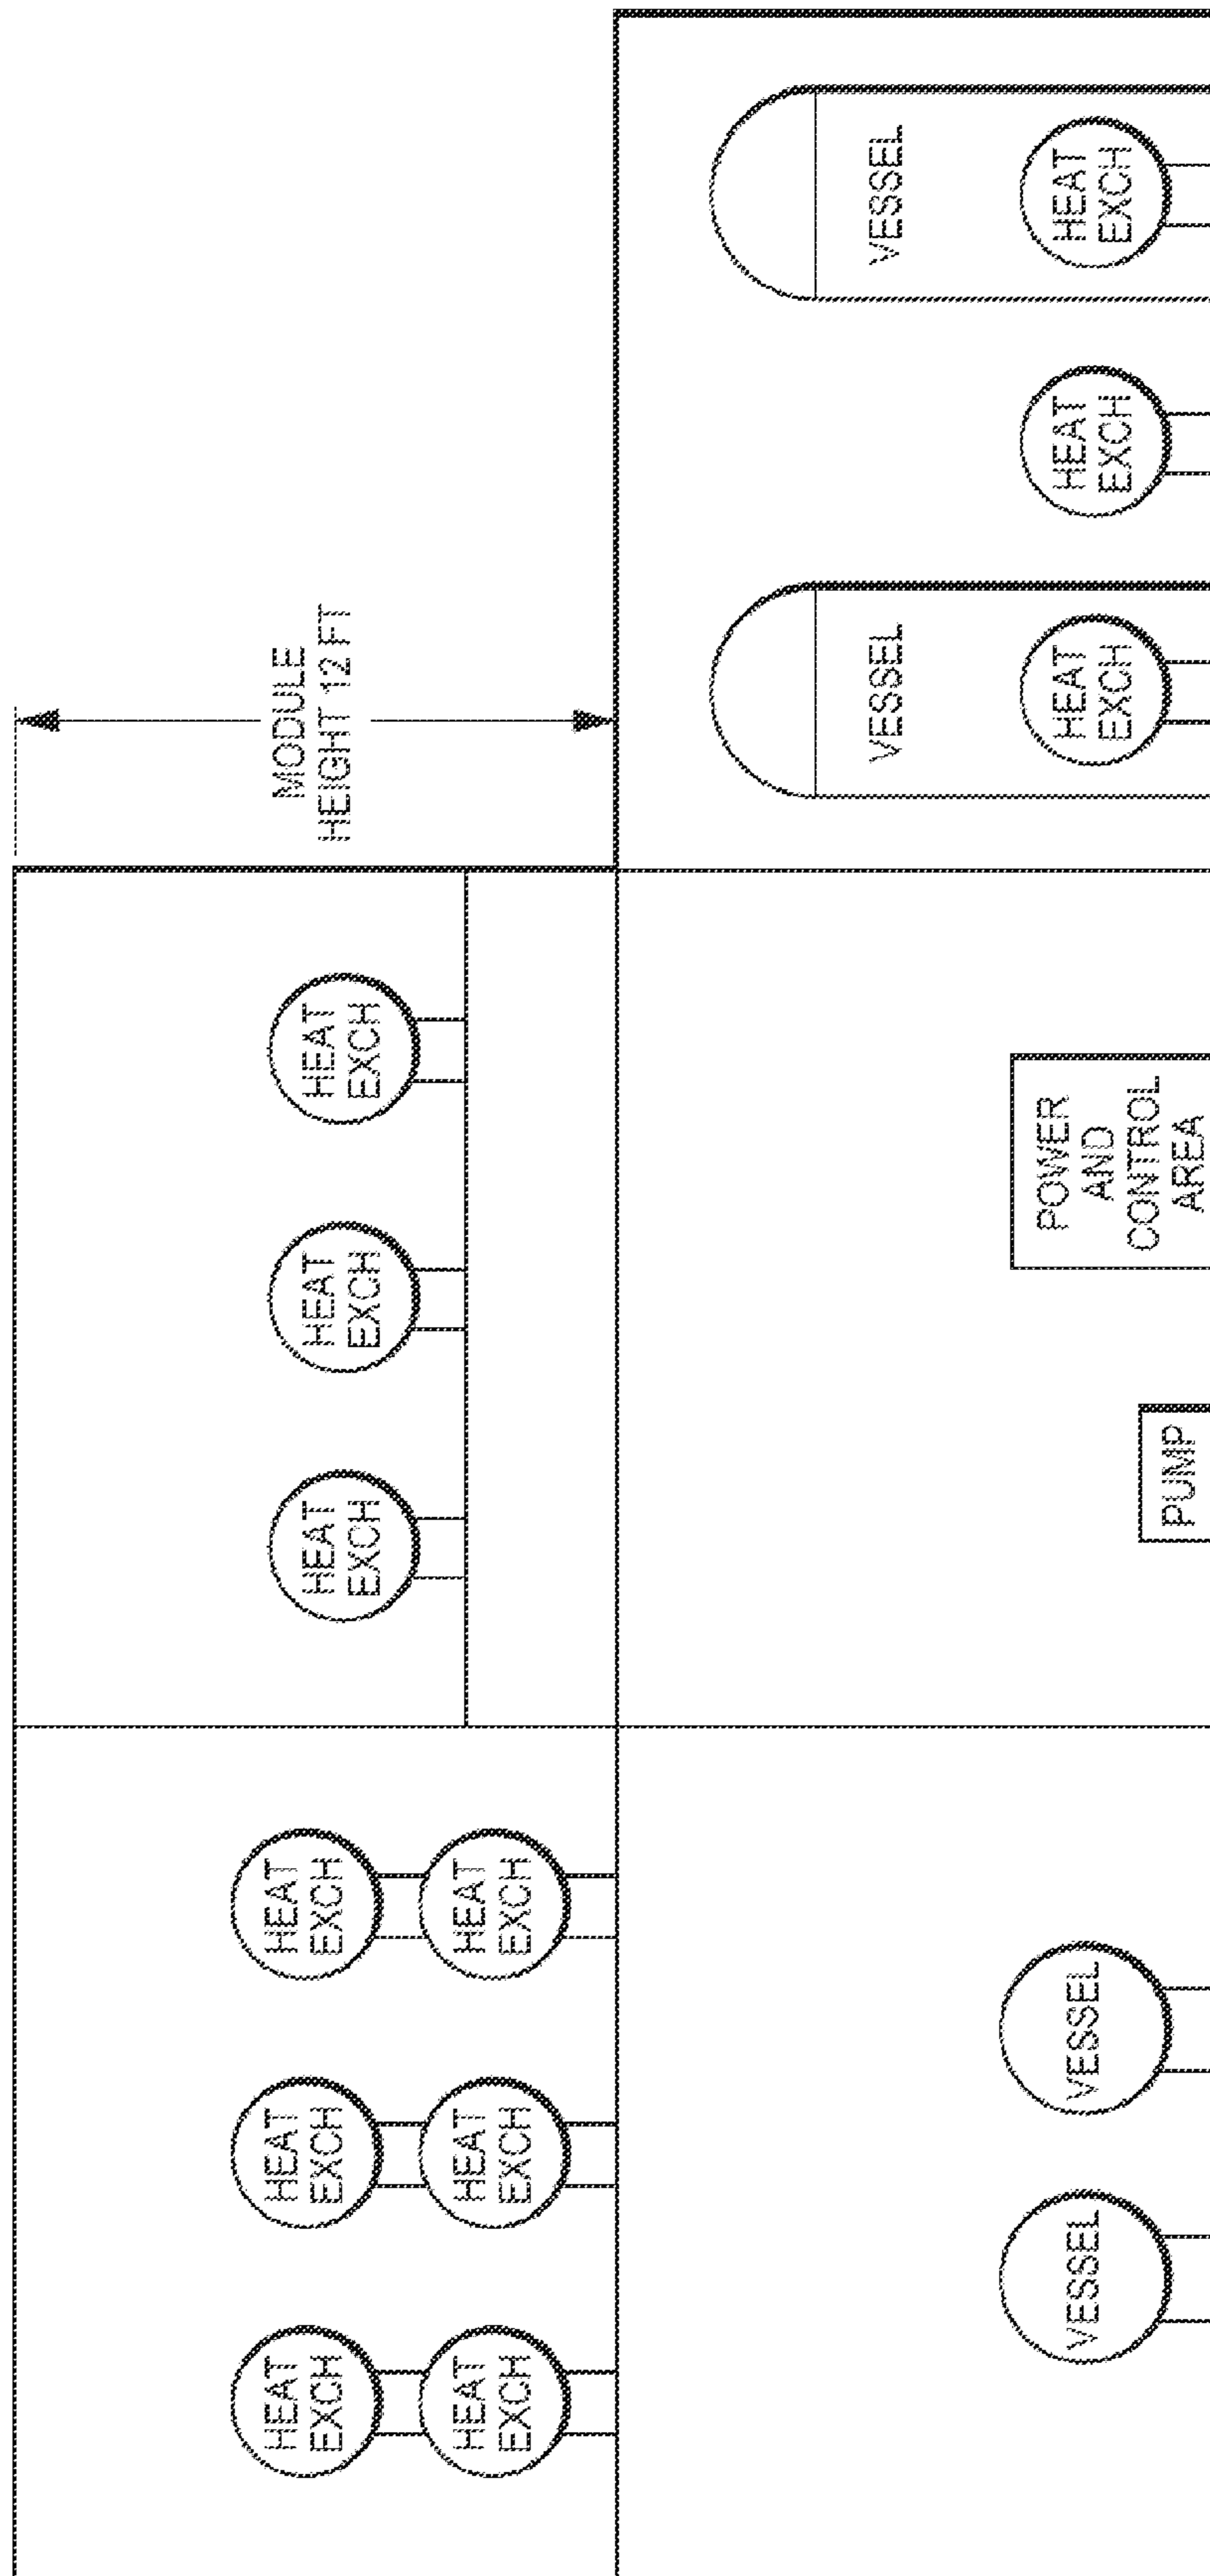 HEAT
EXCH
HEAT
EXCH
HEAT
EXCH
HEAT
EXCH
HEAT
EXCH
HEAT
EXCH
HEAT
EXCH
HEAT
EXCH
HEAT
EXCH
MODULE
HEIGHT 12 FT
VESSEL
VESSEL
PUMP
POWER
AND
CONTROL
AREA
VESSEL
HEAT
EXCH
HEAT
EXCH
VESSEL
HEAT
EXCH